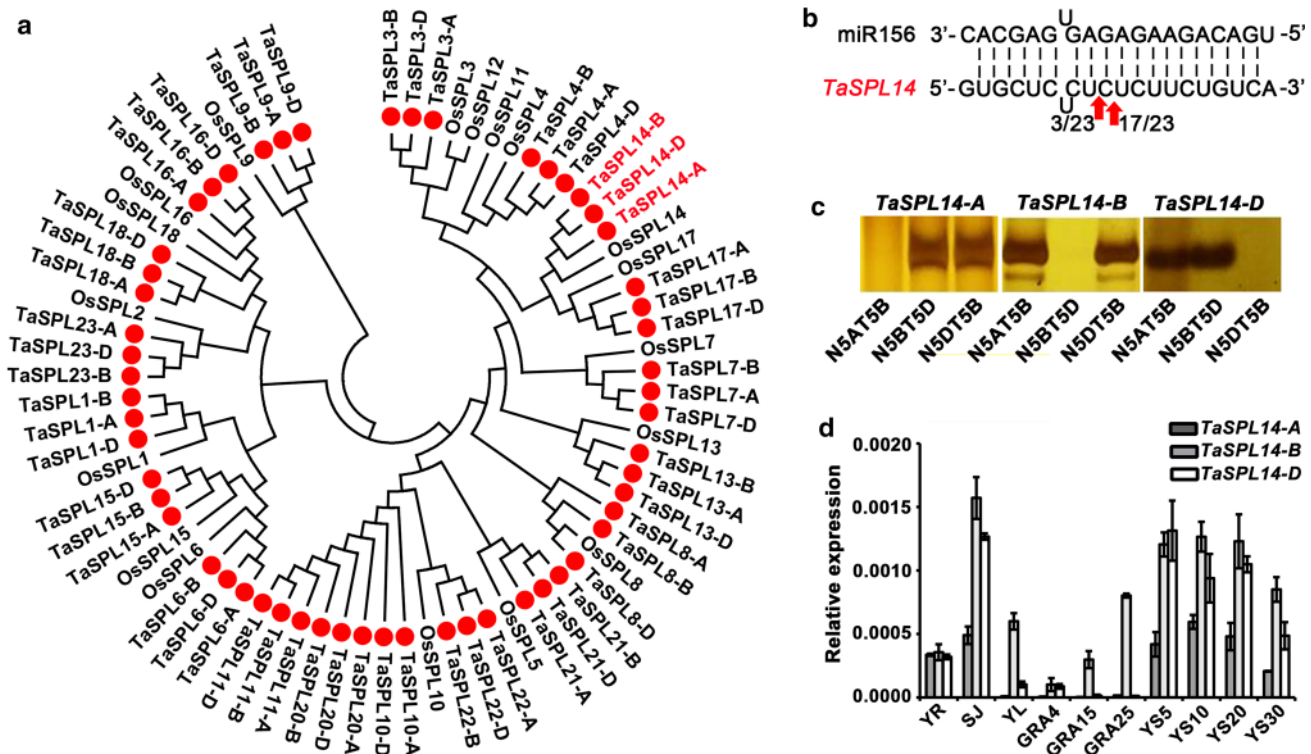 a
TaSPL3-B
TaSPL3-D
TaSPL3-A
OsSPL3
OsSPL12
OsSPL11
OsSPL4
TaSPL4-B
TaSPL4-A
TaSPL4-D
TaSPL14-B
TaSPL14-D
TaSPL14-A
OsSPL14
OsSPL17
TaSPL17-A
TaSPL17-B
TaSPL17-D
OsSPL7
TaSPL7-B
TaSPL7-A
TaSPL7-D
OsSPL13
TaSPL13-B
TaSPL13-A
TaSPL13-D
TaSPL8-A
TaSPL8-B
OsSPL8
TaSPL8-D
TaSPL21-B
TaSPL21-D
TaSPL21-A
OsSPL5
TaSPL22-A
TaSPL22-D
TaSPL22-B
OsSPL10
TaSPL10-A
TaSPL10-D
TaSPL20-A
TaSPL20-D
TaSPL20-B
TaSPL11-A
TaSPL11-B
TaSPL11-D
TaSPL6-A
TaSPL6-D
TaSPL6-B
OsSPL6
OsSPL15
TaSPL15-A
TaSPL15-B
TaSPL15-D
OsSPL1
TaSPL1-D
TaSPL1-A
TaSPL1-B
TaSPL23-B
TaSPL23-D
TaSPL23-A
OsSPL2
TaSPL18-A
TaSPL18-B
TaSPL18-D
OsSPL18
OsSPL16
TaSPL16-A
TaSPL16-B
TaSPL16-D
OsSPL9
TaSPL9-B
TaSPL9-A
TaSPL9-D
b
U
miR156 3'- CACGAG GAGAGAAGACAGU -5'
TaSPL14 5'- GUGCUC CUCUCUUCUGUCA -3'
U
3/23 17/23
c
TaSPL14-A TaSPL14-B TaSPL14-D
N5AT5B N5BT5D N5DT5B N5AT5B N5BT5D N5DT5B N5AT5B N5BT5D N5DT5B
d
TaSPL14-A
TaSPL14-B
TaSPL14-D
Relative expression
0.0020
0.0015
0.0010
0.0005
0.0000
YR SJ YL GRA4 GRA15 GRA25 YS5 YS10 YS20 YS30